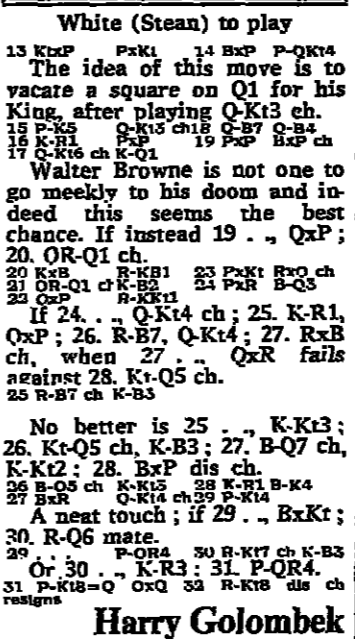 White (Stean) to play
13 KtxP PxKt 14 BxP P-QKt4
The idea of this move is to
vacate a square on Q1 for his
King, after playing Q-Kt3 ch.
15 P-K5 Q-Kt3 ch 18 Q-B7 Q-B4
16 K-R1 PxP 19 PxP BxP ch
17 Q-Kt6 ch K-Q1
Walter Browne is not one to
go meekly to his doom and in-
deed this seems the best
chance. If instead 19 . ., QxP;
20. QR-Q1 ch.
20 KxB R-KB1 23 PxKt RxQ ch
21 QR-Q1 ch K-B2 24 PxR B-Q3
22 QxP R-KKt1
If 24. . ., Q-Kt4 ch; 25. K-R1,
QxP; 26. R-B7, Q-Kt4; 27. RxB
ch, when 27 . ., QxR fails
against 28. Kt-Q5 ch.
25 R-B7 ch K-B3
No better is 25 . ., K-Kt3;
26. Kt-Q5 ch, K-B3; 27. B-Q7 ch,
K-Kt2; 28. BxP dis ch.
26 B-Q5 ch K-Kt3 28 K-R1 B-K4
27 BxR Q-Kt4 ch 29 P-Kt4
A neat touch; if 29 . ., BxKt;
30. R-Q6 mate.
29 . . . P-QR4 30 R-Kt7 ch K-B3
Or 30 . ., K-R3; 31. P-QR4.
31 P-Kt8=Q QxQ 32 R-Kt8 dis ch
resigns
Harry Golombek